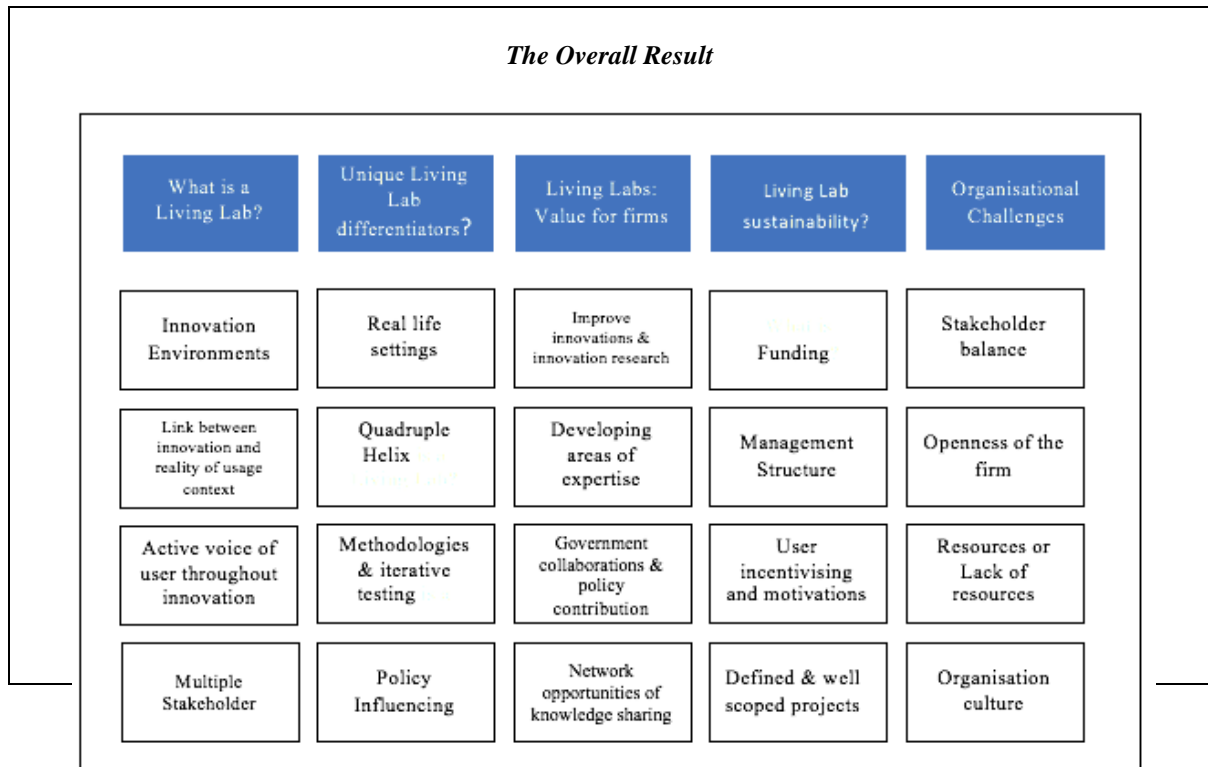 The Overall Result
What is a
Living Lab?
Unique Living
Lab
differentiators?
Living Labs:
Value for firms
Living Lab
sustainability?
Organisational
Challenges
Innovation
Environments
Real life
settings
Improve
innovations &
innovation research
Funding
Stakeholder
balance
Link between
innovation and
reality of usage
context
Quadruple
Helix
Developing
areas of
expertise
Management
Structure
Openness of the
firm
Active voice of
user throughout
innovation
Methodologies
& iterative
testing
Government
collaborations &
policy
contribution
User
incentivising
and motivations
Resources or
Lack of
resources
Multiple
Stakeholder
Policy
Influencing
Network
opportunities of
knowledge sharing
Defined & well
scoped projects
Organisation
culture